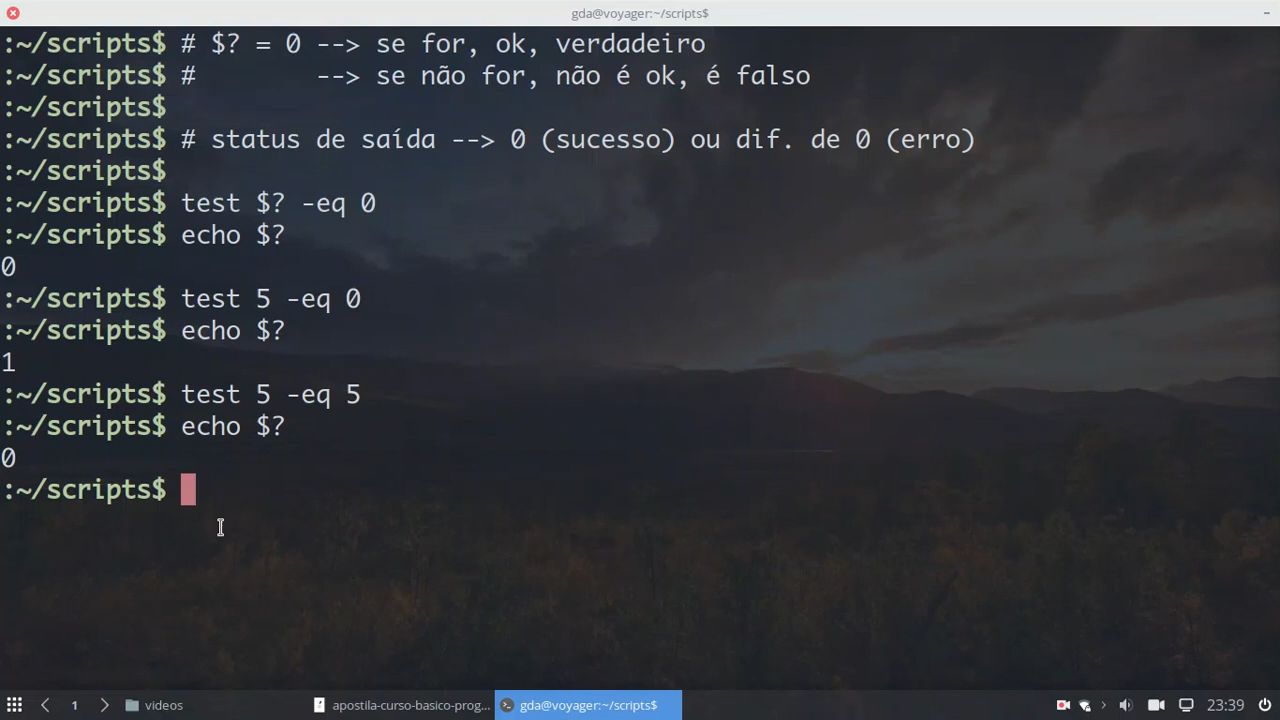 gda@voyager:~/scripts$
:~/scripts$ # $? = 0 --> se for, ok, verdadeiro
:~/scripts$ #        --> se não for, não é ok, é falso
:~/scripts$
:~/scripts$ # status de saída --> 0 (sucesso) ou dif. de 0 (erro)
:~/scripts$
:~/scripts$ test $? -eq 0
:~/scripts$ echo $?
0
:~/scripts$ test 5 -eq 0
:~/scripts$ echo $?
1
:~/scripts$ test 5 -eq 5
:~/scripts$ echo $?
0
:~/scripts$
1 videos apostila-curso-basico-prog... gda@voyager:~/scripts$ 23:39